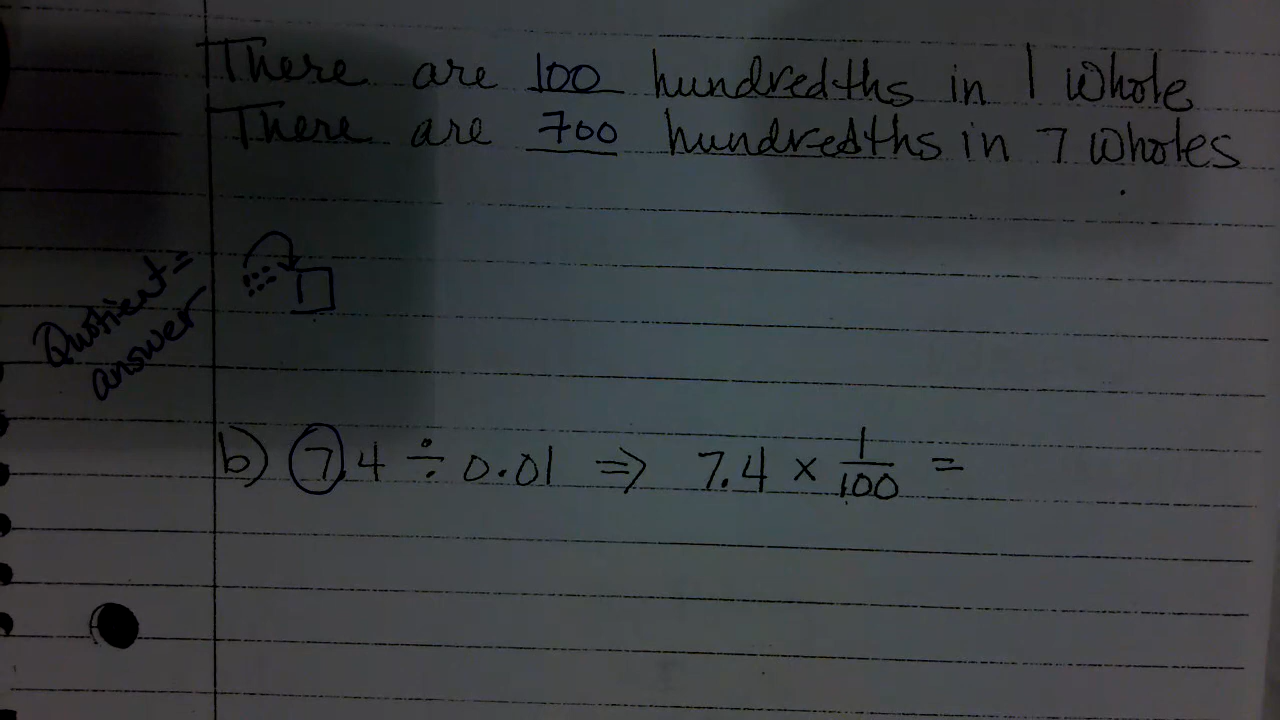 There are 100 hundredths in 1 whole
There are 700 hundredths in 7 wholes
Quotient =
answer
b) 7.4 ÷ 0.01 ⇒ 7.4 × 1/100 =